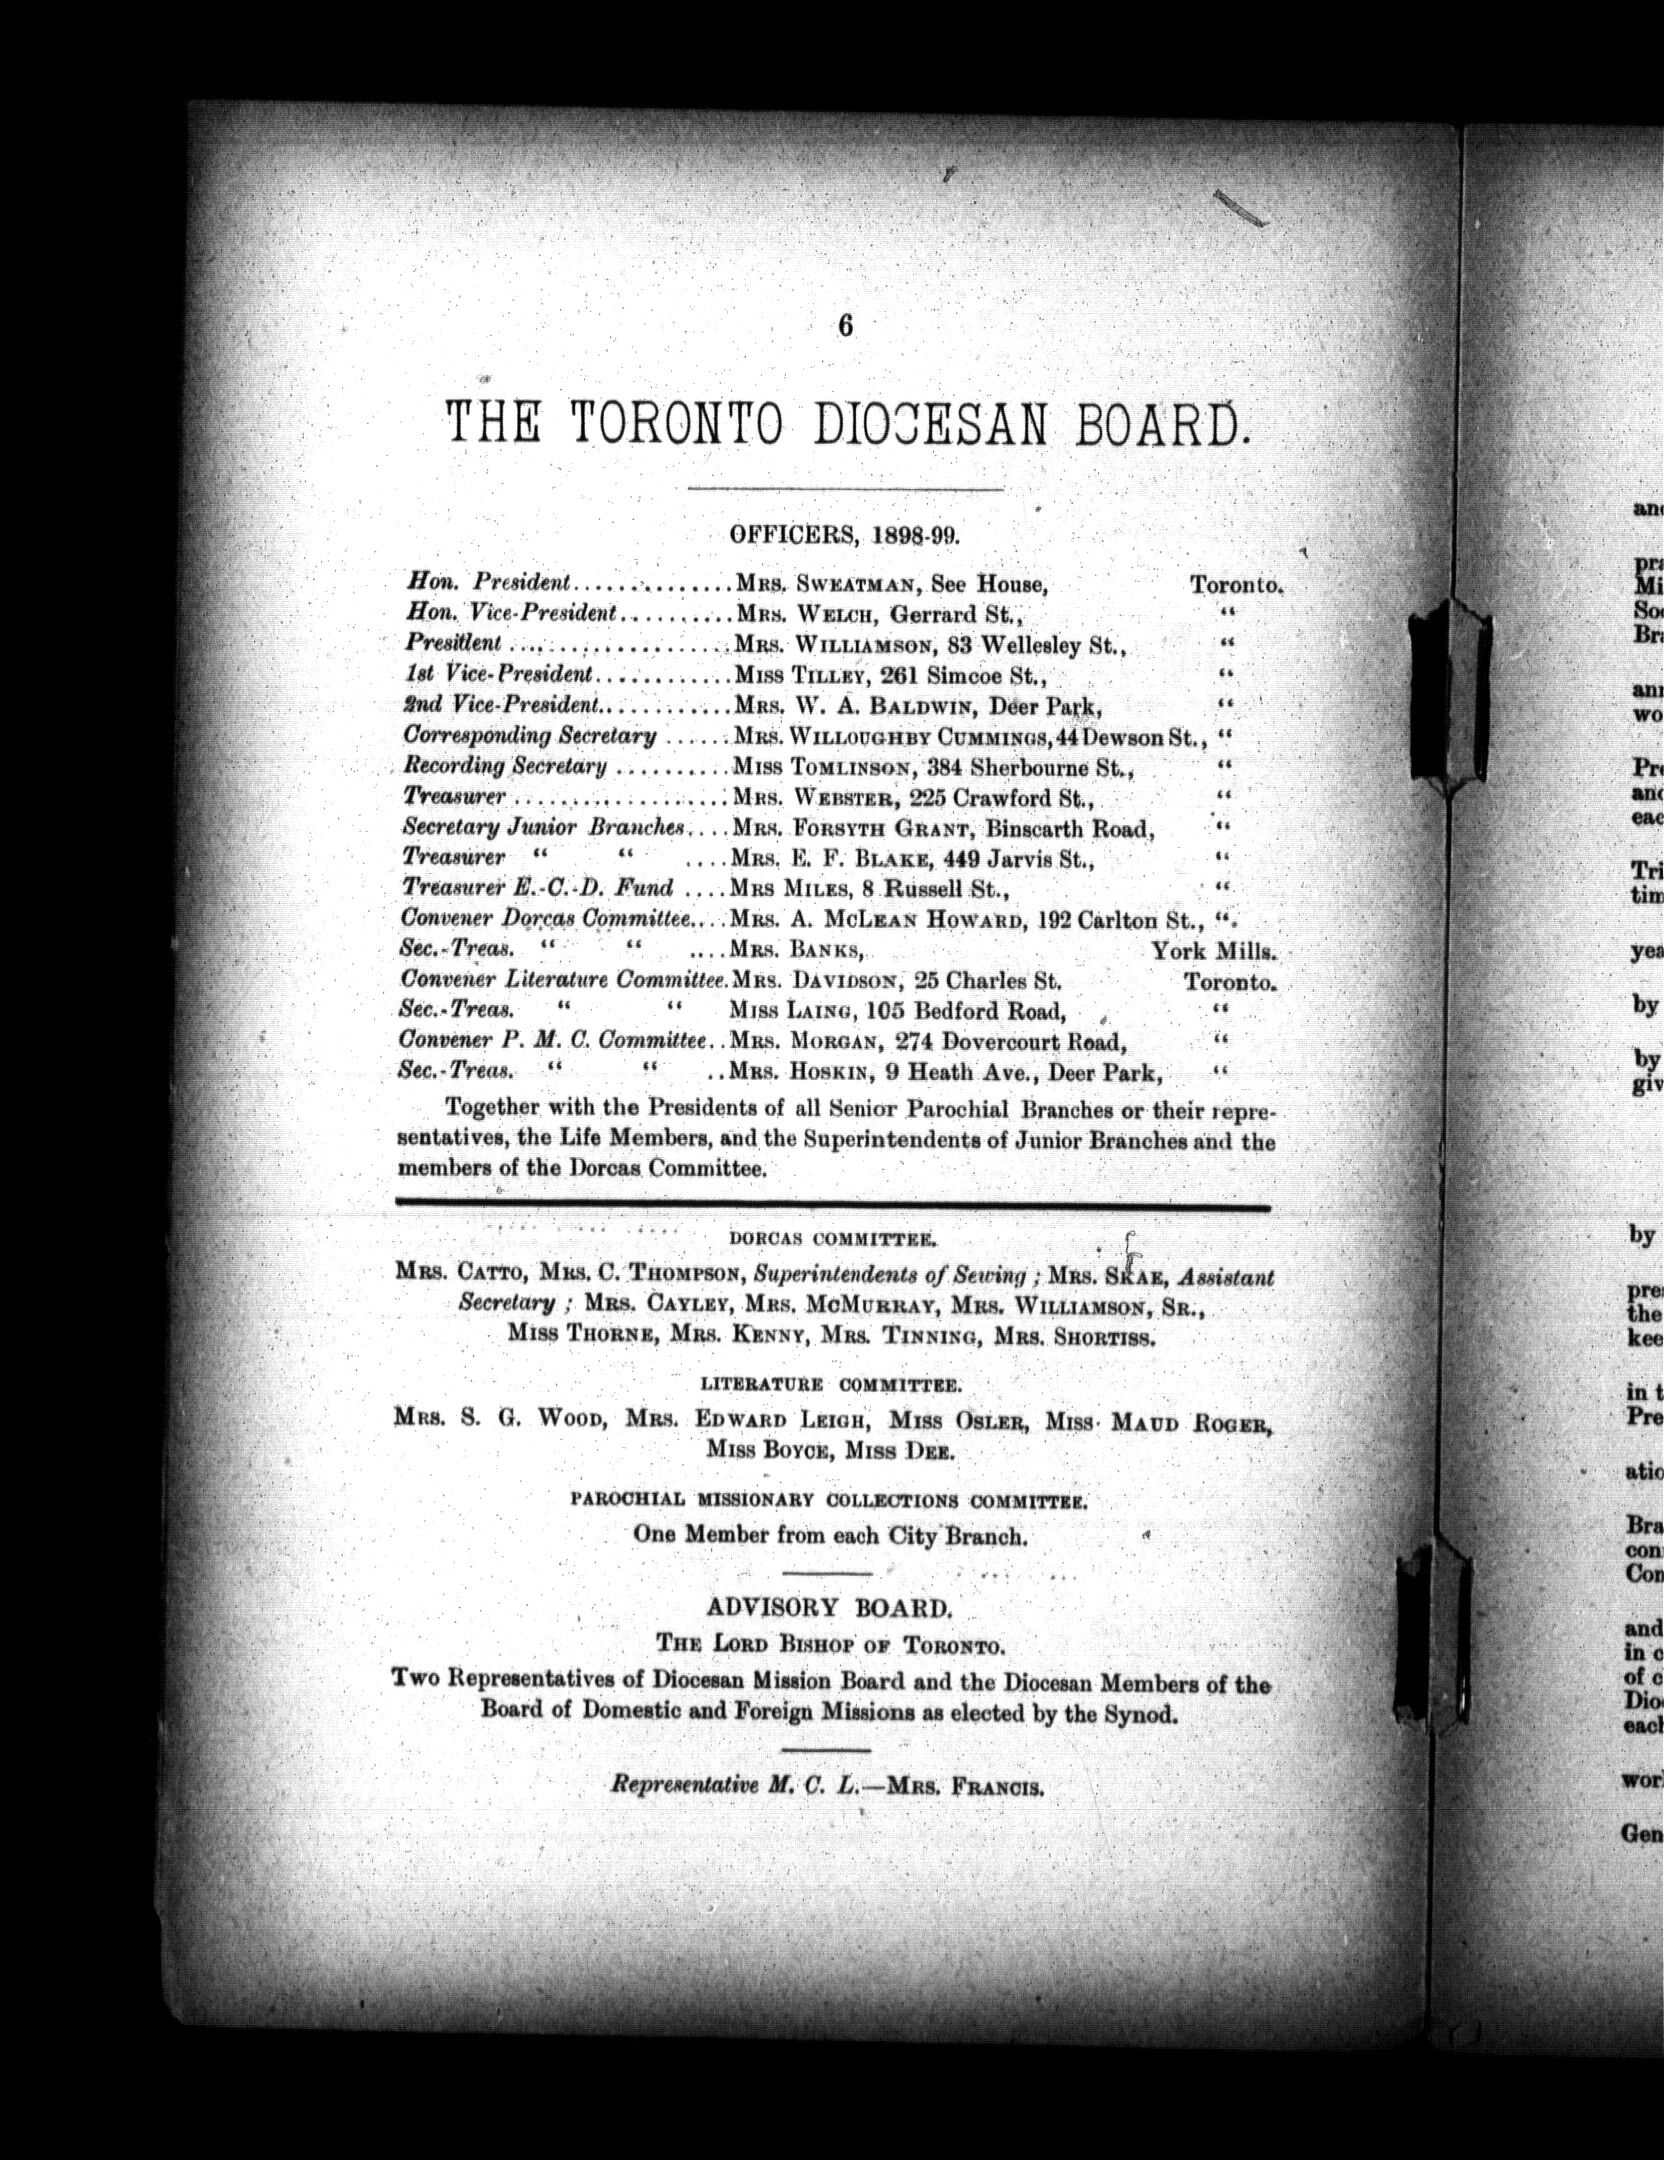 6
THE TORONTO DIOCESAN BOARD.
OFFICERS, 1898-99.
Hon. President..............MRS. SWEATMAN, See House, Toronto.
Hon. Vice-President..........MRS. WELCH, Gerrard St., “
President ...................MRS. WILLIAMSON, 83 Wellesley St., “
1st Vice-President............MISS TILLEY, 261 Simcoe St., “
2nd Vice-President............MRS. W. A. BALDWIN, Deer Park, “
Corresponding Secretary ......MRS. WILLOUGHBY CUMMINGS, 44 Dewson St., “
Recording Secretary ..........MISS TOMLINSON, 384 Sherbourne St., “
Treasurer ...................MRS. WEBSTER, 225 Crawford St., “
Secretary Junior Branches....MRS. FORSYTH GRANT, Binscarth Road, “
Treasurer “ “ ....MRS. E. F. BLAKE, 449 Jarvis St., “
Treasurer E.-C.-D. Fund ....MRS MILES, 8 Russell St., “
Convener Dorcas Committee....MRS. A. MCLEAN HOWARD, 192 Carlton St., “.
Sec.-Treas. “ “ ....MRS. BANKS, York Mills.
Convener Literature Committee.MRS. DAVIDSON, 25 Charles St. Toronto.
Sec.-Treas. “ “ MISS LAING, 105 Bedford Road, “
Convener P. M. C. Committee..MRS. MORGAN, 274 Dovercourt Road, “
Sec.-Treas. “ “ ..MRS. HOSKIN, 9 Heath Ave., Deer Park, “
Together with the Presidents of all Senior Parochial Branches or their repre-
sentatives, the Life Members, and the Superintendents of Junior Branches and the
members of the Dorcas Committee.
DORCAS COMMITTEE.
MRS. CATTO, MRS. C. THOMPSON, Superintendents of Sewing ; MRS. SKAE, Assistant
Secretary ; MRS. CAYLEY, MRS. MCMURRAY, MRS. WILLIAMSON, SR.,
MISS THORNE, MRS. KENNY, MRS. TINNING, MRS. SHORTISS.
LITERATURE COMMITTEE.
MRS. S. G. WOOD, MRS. EDWARD LEIGH, MISS OSLER, MISS MAUD ROGER,
MISS BOYCE, MISS DEE.
PAROCHIAL MISSIONARY COLLECTIONS COMMITTEE.
One Member from each City Branch.
ADVISORY BOARD.
THE LORD BISHOP OF TORONTO.
Two Representatives of Diocesan Mission Board and the Diocesan Members of the
Board of Domestic and Foreign Missions as elected by the Synod.
Representative M. C. L.—MRS. FRANCIS.